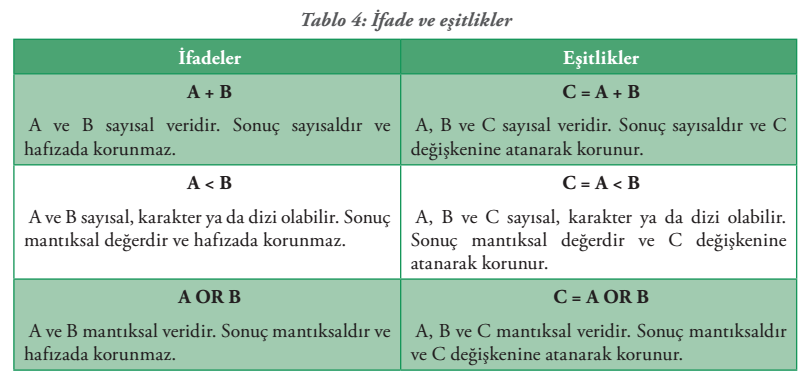 Tablo 4: İfade ve eşitlikler
İfadeler
Eşitlikler
A + B
A ve B sayısal veridir. Sonuç sayısaldır ve
hafızada korunmaz.
C = A + B
A, B ve C sayısal veridir. Sonuç sayısaldır ve C
değişkenine atanarak korunur.
A < B
A ve B sayısal, karakter ya da dizi olabilir. Sonuç
mantıksal değerdir ve hafızada korunmaz.
C = A < B
A, B ve C sayısal, karakter ya da dizi olabilir.
Sonuç mantıksal değerdir ve C değişkenine
atanarak korunur.
A OR B
A ve B mantıksal veridir. Sonuç mantıksaldır ve
hafızada korunmaz.
C = A OR B
A, B ve C mantıksal veridir. Sonuç mantıksaldır
ve C değişkenine atanarak korunur.